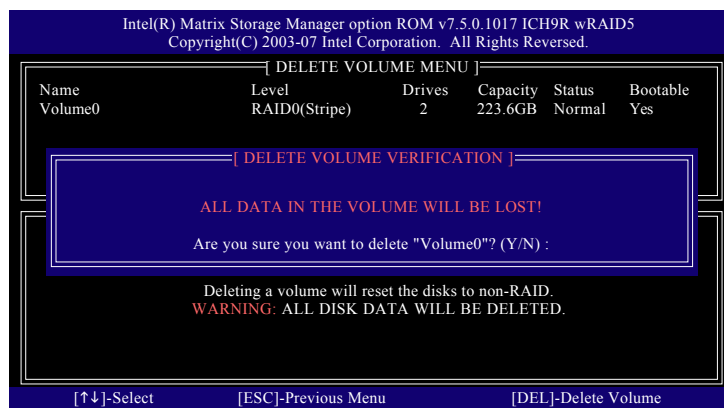 Intel(R) Matrix Storage Manager option ROM v7.5.0.1017 ICH9R wRAID5
Copyright(C) 2003-07 Intel Corporation.  All Rights Reversed.
[ DELETE VOLUME MENU ]
Name Level Drives Capacity Status Bootable
Volume0 RAID0(Stripe) 2 223.6GB Normal Yes
[ DELETE VOLUME VERIFICATION ]
ALL DATA IN THE VOLUME WILL BE LOST!
Are you sure you want to delete "Volume0"? (Y/N) :
Deleting a volume will reset the disks to non-RAID.
WARNING: ALL DISK DATA WILL BE DELETED.
[↑↓]-Select [ESC]-Previous Menu [DEL]-Delete Volume